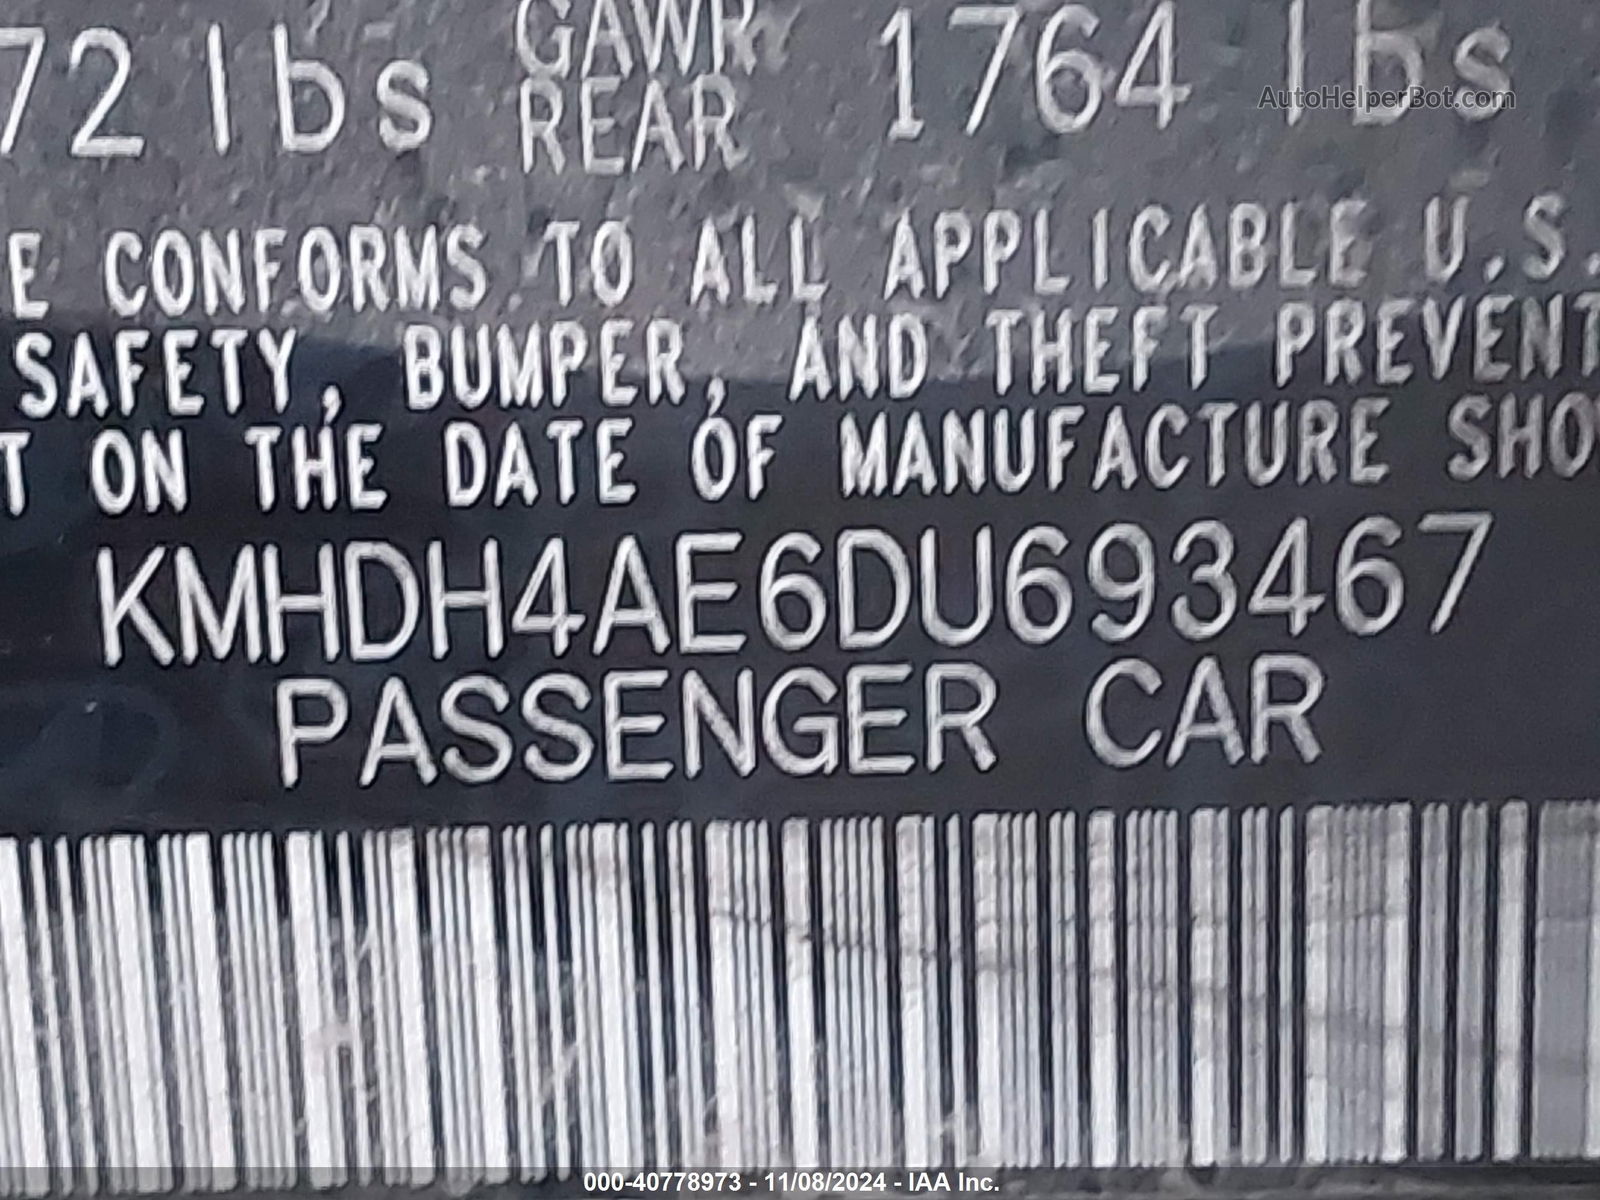 72 lbs GAWR REAR 1764 lbs
AutoHelperBot.com
E CONFORMS TO ALL APPLICABLE U.S.
SAFETY, BUMPER, AND THEFT PREVENT
T ON THE DATE OF MANUFACTURE SHO
KMHDH4AE6DU693467
PASSENGER CAR
000-40778973 - 11/08/2024 - IAA Inc.